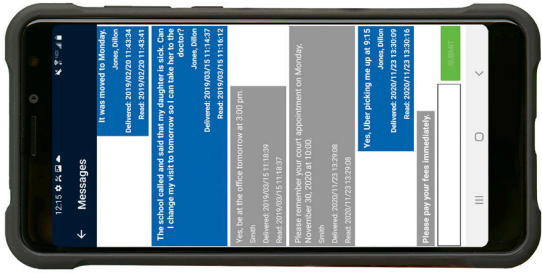 12:15
Messages
It was moved to Monday.
Jones, Dillon
Delivered: 2019/02/20 11:43:34
Read: 2019/02/20 11:43:41
The school called and said that my daughter is sick. Can
I change my visit to tomorrow so I can take her to the
doctor?
Jones, Dillon
Delivered: 2019/03/15 11:14:37
Read: 2019/03/15 11:16:12
Yes, be at the office tomorrow at 3:00 pm.
Smith
Delivered: 2019/03/15 11:18:39
Read: 2019/03/15 11:18:37
Please remember your court appointment on Monday,
November 30, 2020 at 10:00.
Smith
Delivered: 2020/11/23 13:29:08
Read: 2020/11/23 13:29:08
Yes, Uber picking me up at 9:15
Jones, Dillon
Delivered: 2020/11/23 13:30:09
Read: 2020/11/23 13:30:16
Please pay your fees immediately.
SUBMIT